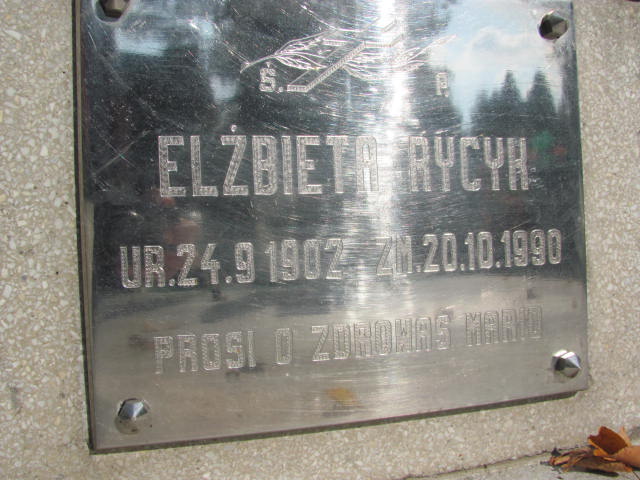 Ś. P.
ELŻBIETA RYCYK
UR.24.9 1902 ZM.20.10.1990
PROSI O ZDROWAŚ MARIO